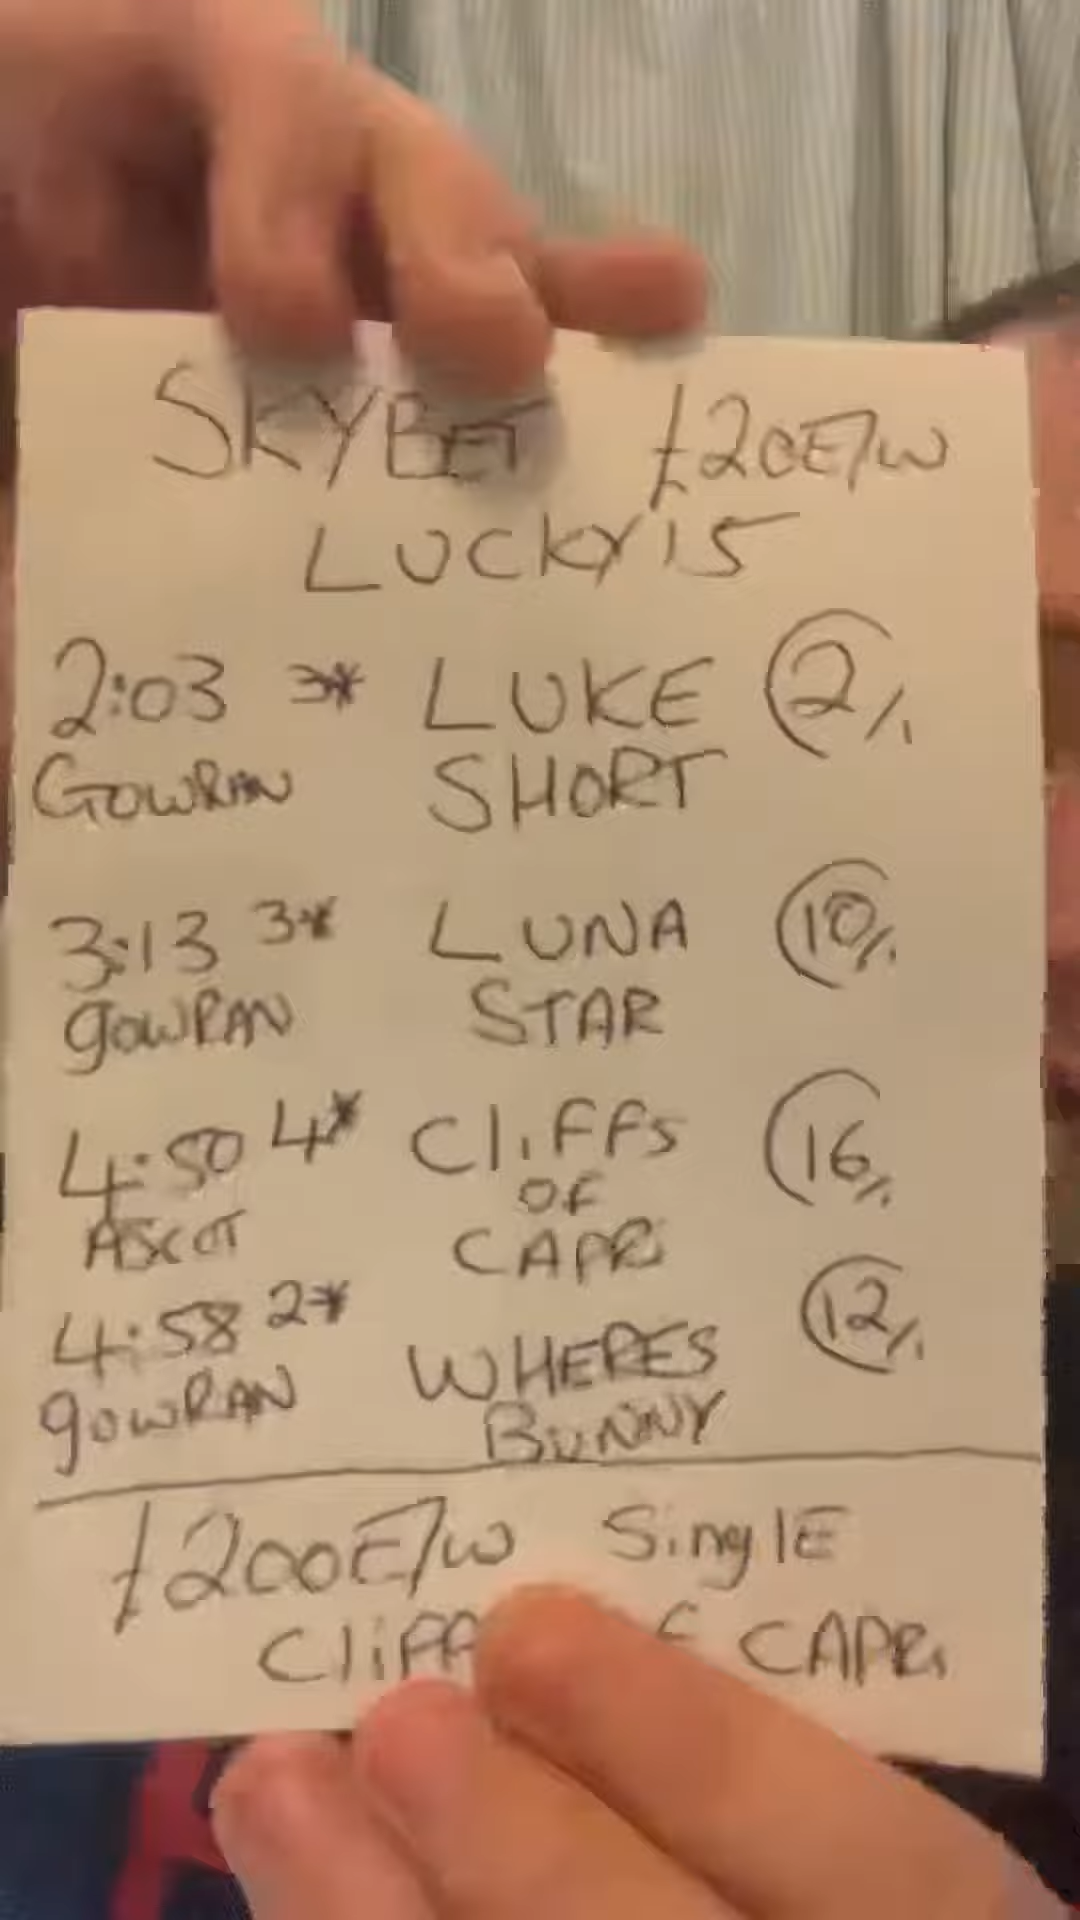 SKYBET £20E/W
LUCKY 15
2:03 3* LUKE 2/1
GOWRAN SHORT
3:13 3* LUNA 10/1
gOWRAN STAR
4:50 4* CliFFS 16/1
OF
ASCOT CAPRi
4:58 2* WHERES 12/1
gOWRAN BUNNY
£200E/W SinglE
CAPRi